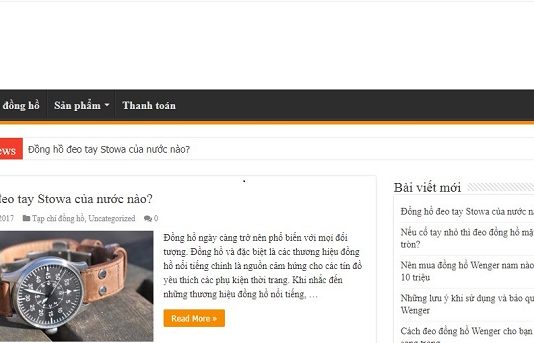 đồng hồ Sản phẩm Thanh toán
ews Đồng hồ đeo tay Stowa của nước nào?
đeo tay Stowa của nước nào?
2017 Tạp chí đồng hồ, Uncategorized 0
Đồng hồ ngày càng trở nên phổ biến với mọi đối
tượng. Đồng hồ và đặc biệt là các thương hiệu đồng
hồ nổi tiếng chính là nguồn cảm hứng cho các tín đồ
yêu thích các phụ kiện thời trang. Khi nhắc đến
những thương hiệu đồng hồ nổi tiếng, …
Read More »
Bài viết mới
Đồng hồ đeo tay Stowa của nước nà
Nếu cổ tay nhỏ thì đeo đồng hồ mặ
tròn?
Nên mua đồng hồ Wenger nam nào
10 triệu
Những lưu ý khi sử dụng và bảo qu
Wenger
Cách đeo đồng hồ Wenger cho bạn
sang trọng